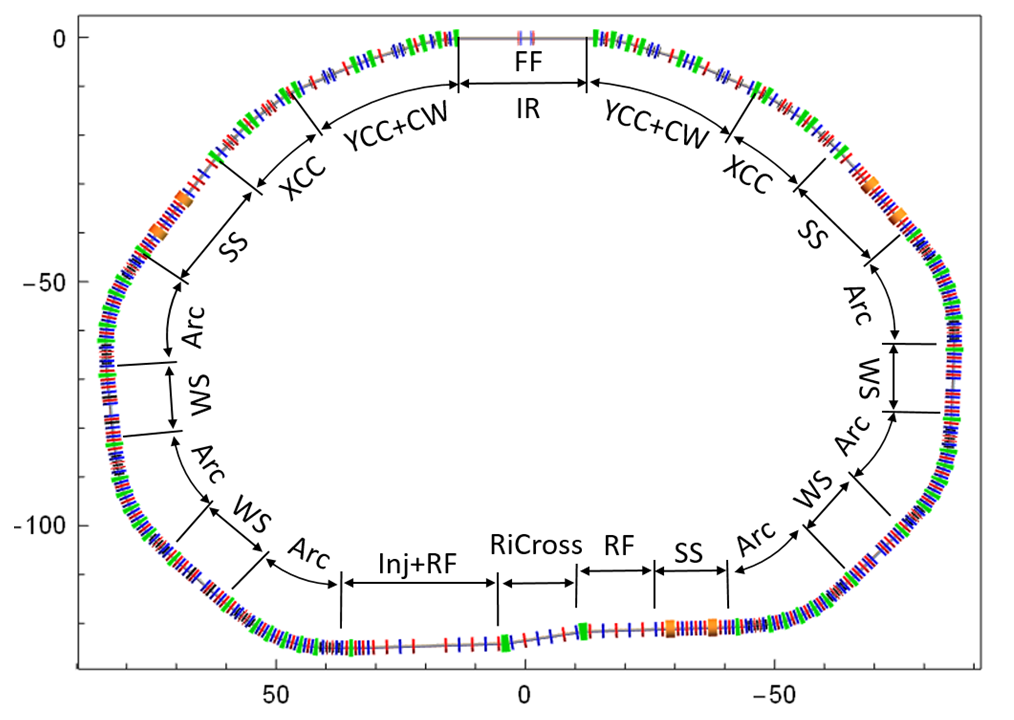 0
FF
IR
YCC+CW
YCC+CW
XCC
XCC
SS
SS
-50
Arc
Arc
WS
WS
Arc
Arc
WS
WS
-100
Arc
Inj+RF
RiCross
RF
SS
Arc
50
0
-50